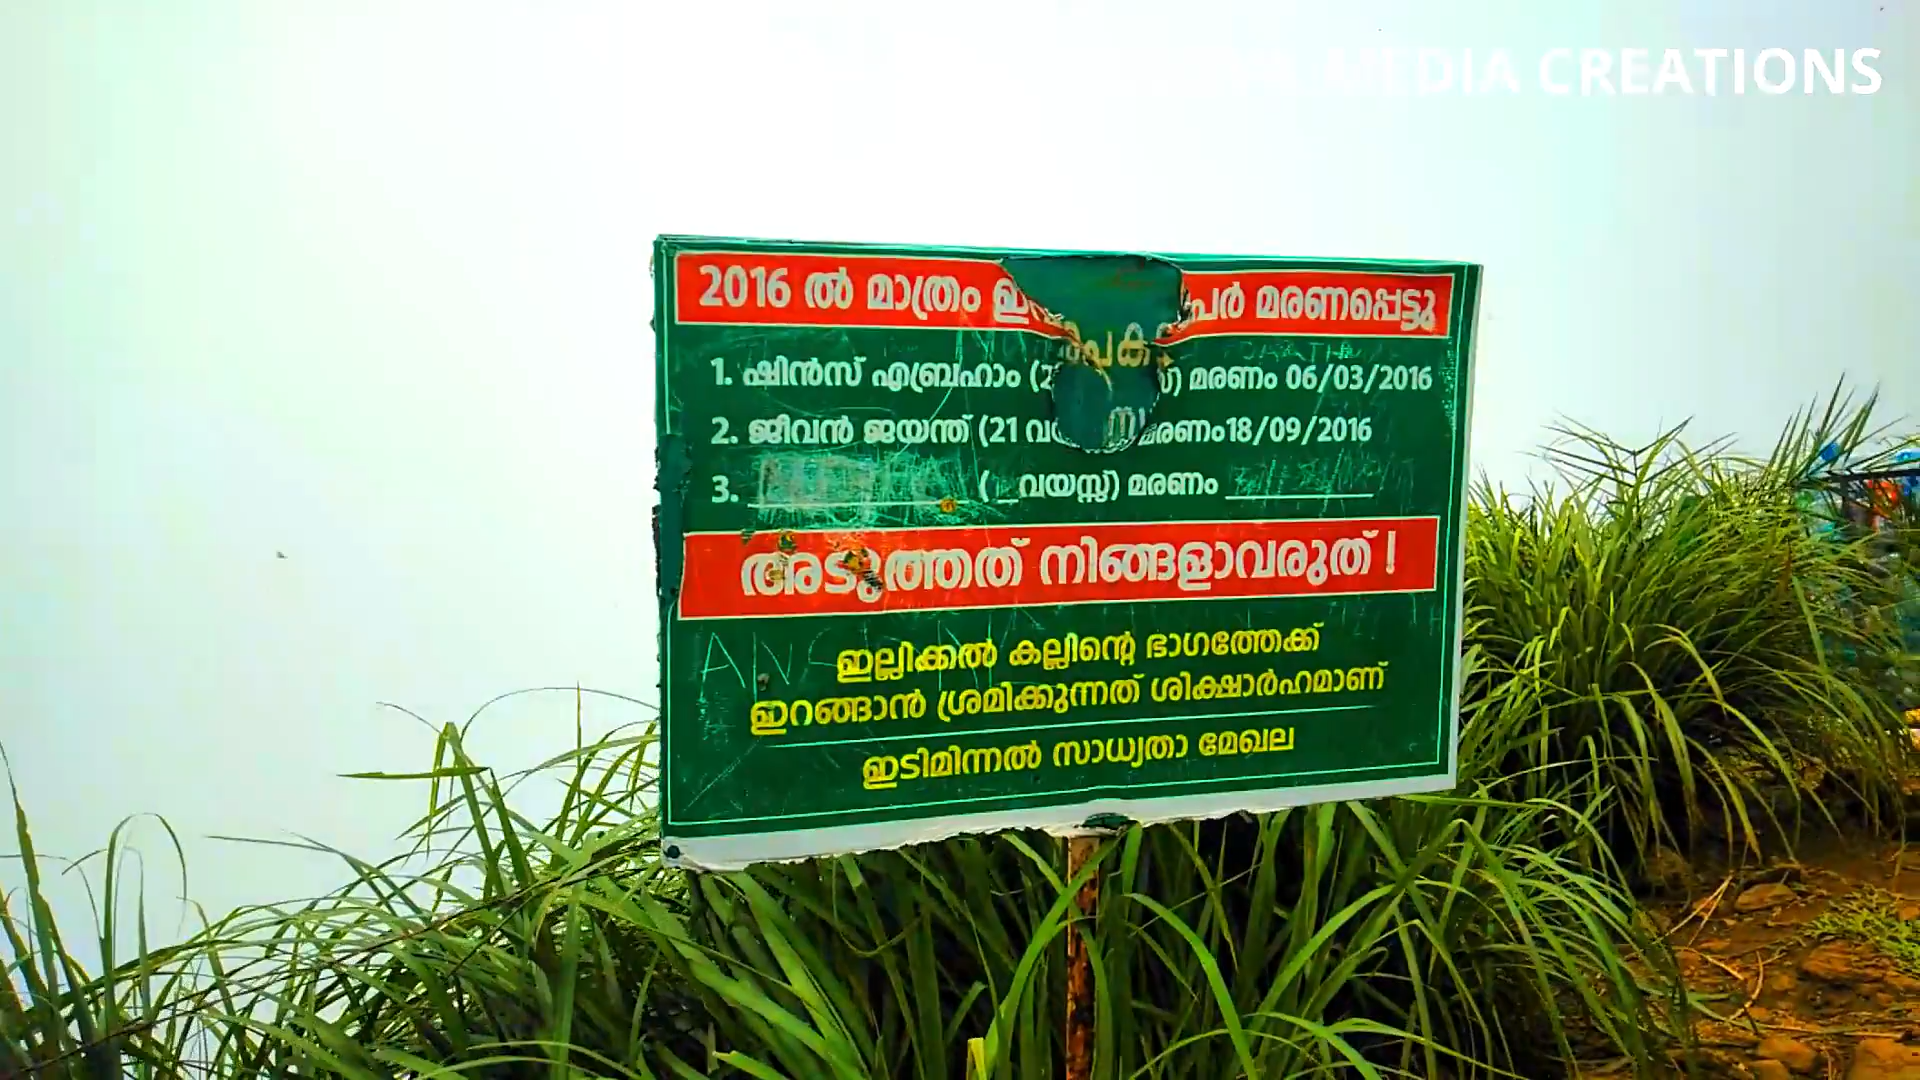 MEDIA CREATIONS
2016 ൽ മാത്രം പേർ മരണപ്പെട്ടു
1. ഷിൻസ് എബ്രഹാം മരണം 06/03/2016
2. ജീവൻ ജയന്ത് (21 മരണം 18/09/2016
3. (_വയസ്സ്) മരണം
അടുത്തത് നിങ്ങളാവരുത് !
ഇല്ലിക്കൽ കല്ലിന്റെ ഭാഗത്തേക്ക്
ഇറങ്ങാൻ ശ്രമിക്കുന്നത് ശിക്ഷാർഹമാണ്
ഇടിമിന്നൽ സാധ്യതാ മേഖല